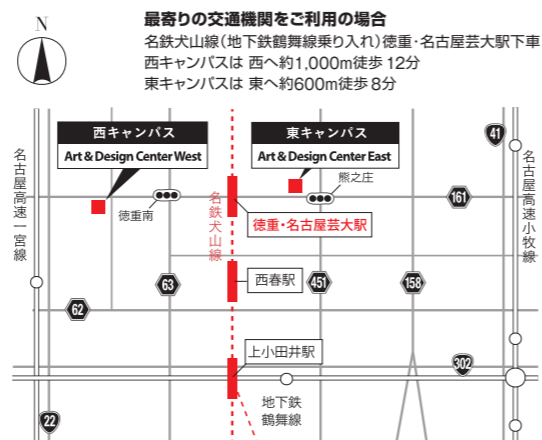 N
最寄りの交通機関をご利用の場合
名鉄犬山線(地下鉄鶴舞線乗り入れ)徳重・名古屋芸大駅下車
西キャンパスは 西へ約1,000m徒歩 12分
東キャンパスは 東へ約600m徒歩 8分
西キャンパス
Art & Design Center West
東キャンパス
Art & Design Center East
41
名古屋高速一宮線
徳重南
名鉄犬山線
熊之庄
161
名古屋高速小牧線
徳重・名古屋芸大駅
西春駅
63
451
158
62
上小田井駅
302
地下鉄
鶴舞線
22